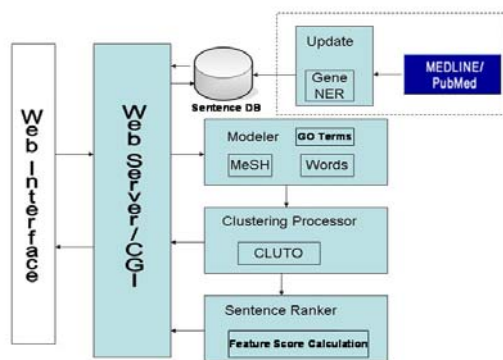 Web Interface
Web Server/CGI
Sentence DB
Update
Gene
NER
MEDLINE/
PubMed
Modeler
GO Terms
MeSH
Words
Clustering Processor
CLUTO
Sentence Ranker
Feature Score Calculation